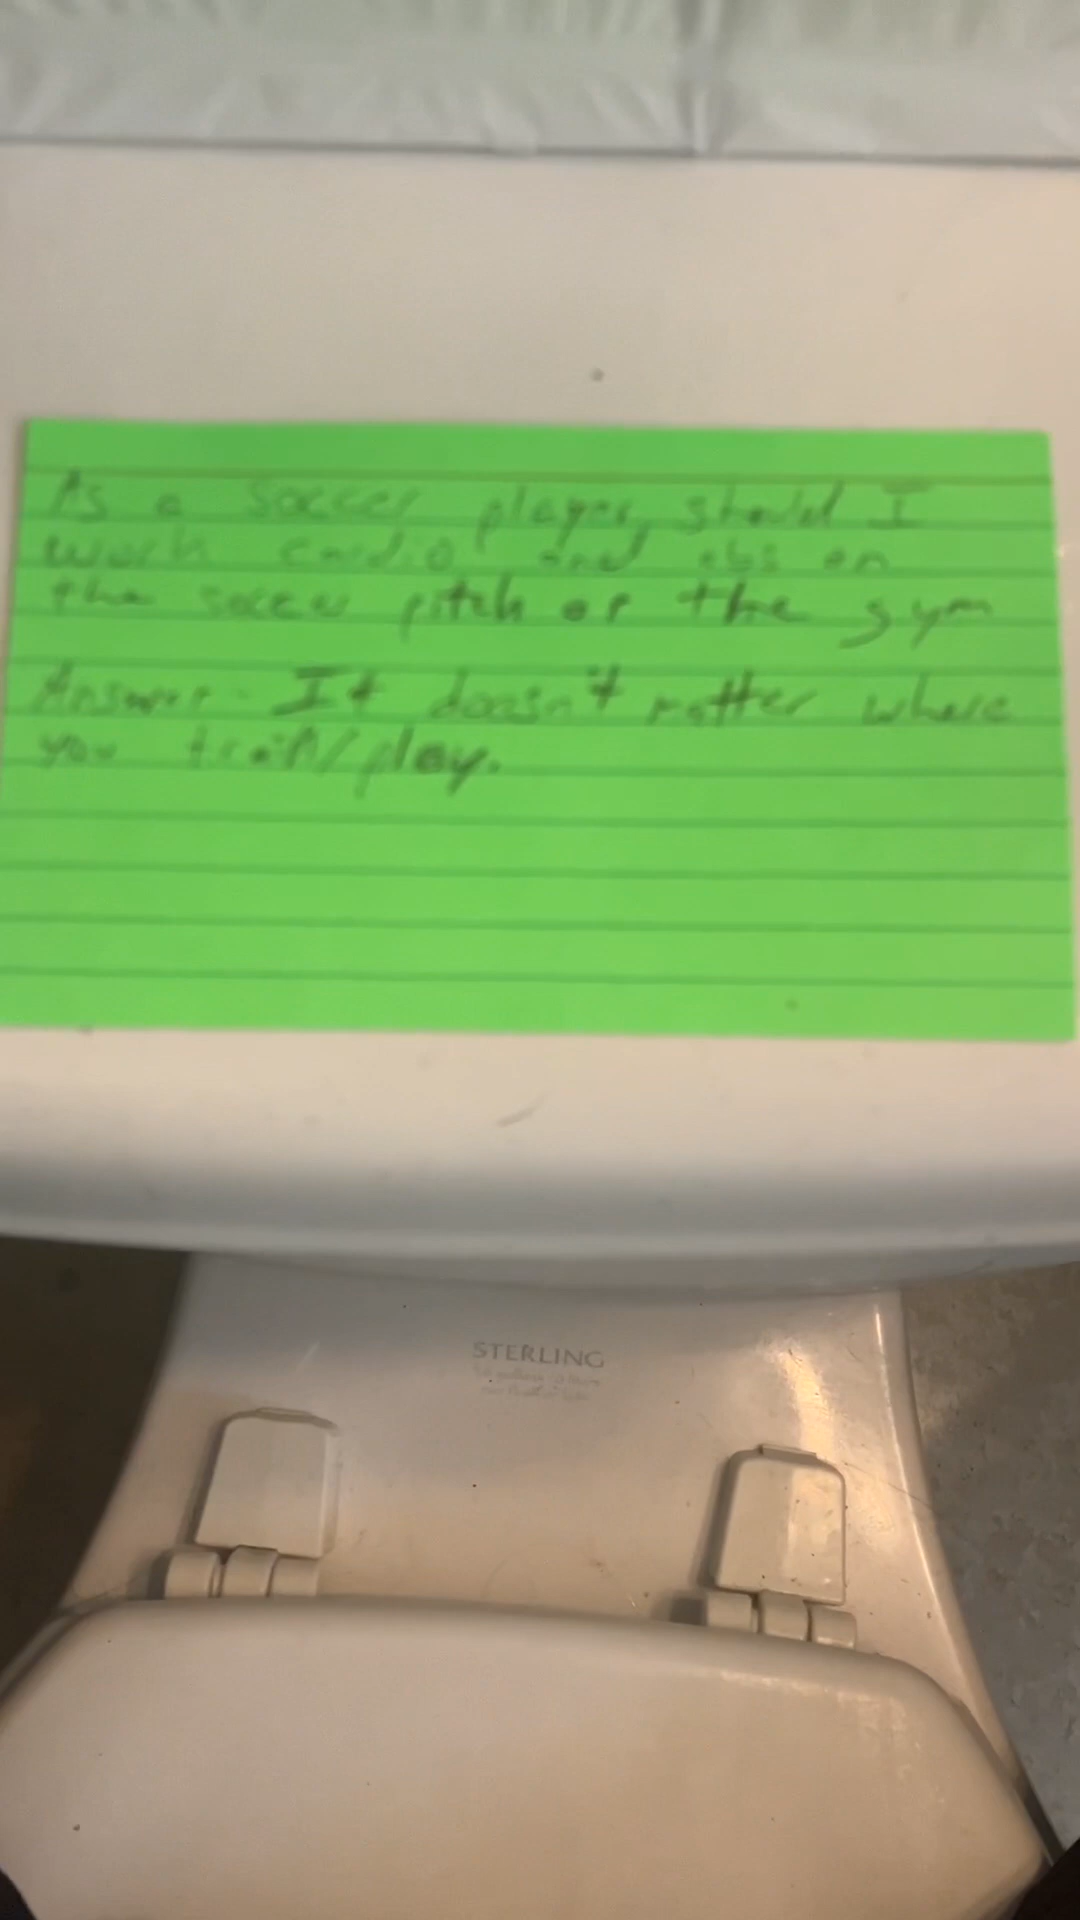 As a soccer player, should I
work cardio and abs on
the soccer pitch or the gym
Answer - It doesn't matter where
you train/play.
STERLING